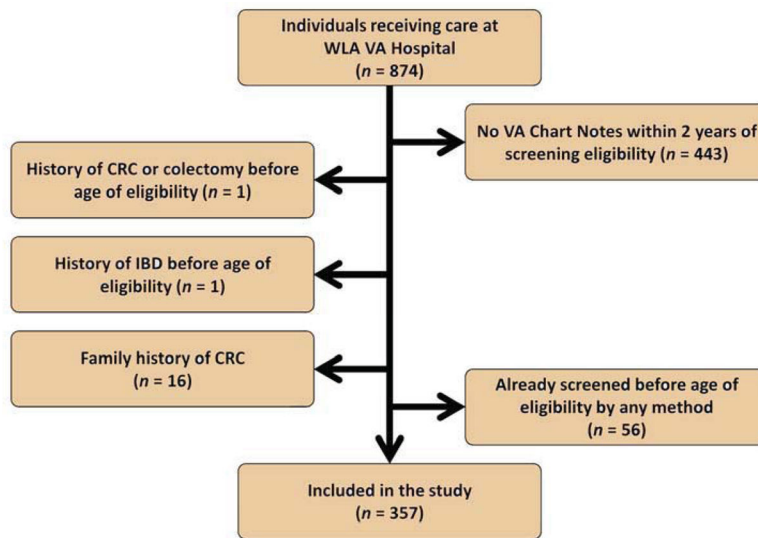 Individuals receiving care at
WLA VA Hospital
(n = 874)
No VA Chart Notes within 2 years of
screening eligibility (n = 443)
History of CRC or colectomy before
age of eligibility (n = 1)
History of IBD before age of
eligibility (n = 1)
Family history of CRC
(n = 16)
Already screened before age of
eligibility by any method
(n = 56)
Included in the study
(n = 357)